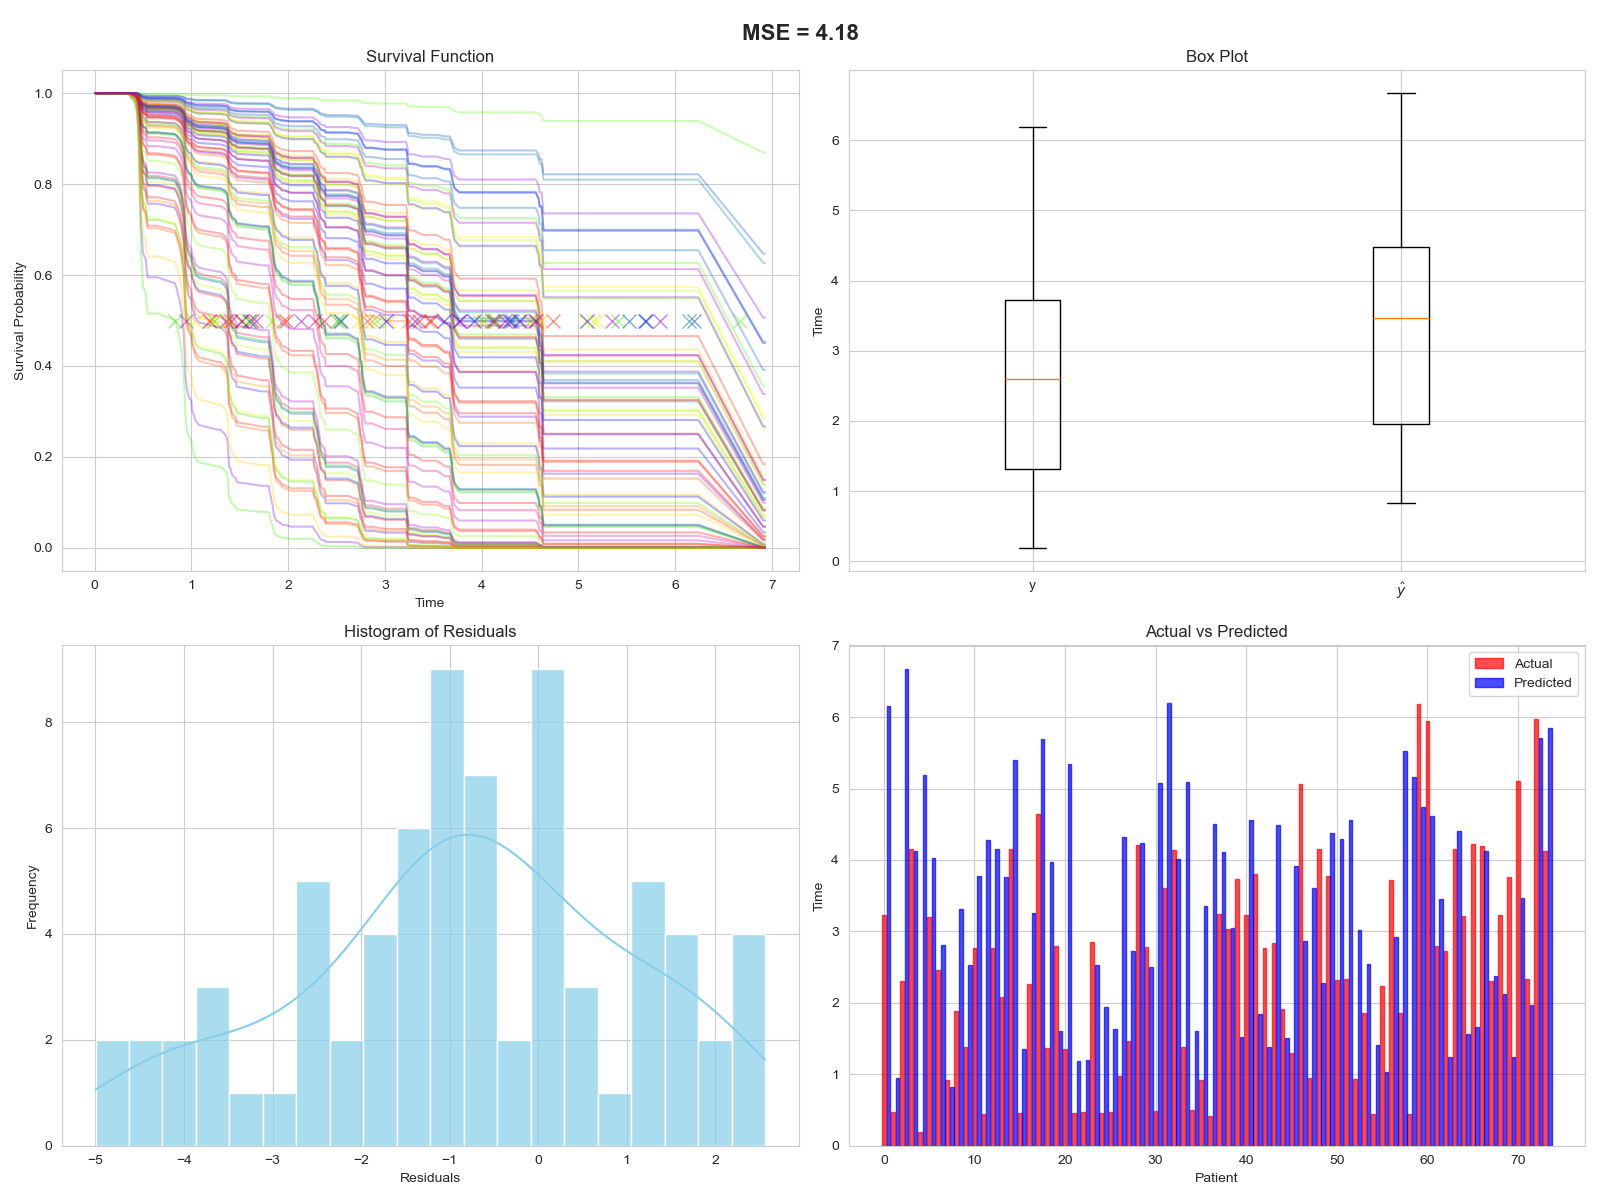 MSE = 4.18
Survival Function
Survival Probability
1.0
0.8
0.6
0.4
0.2
0.0
0 1 2 3 4 5 6 7
Time
Box Plot
Time
6
5
4
3
2
1
0
y ŷ
Histogram of Residuals
Frequency
8
6
4
2
0
−5 −4 −3 −2 −1 0 1 2
Residuals
Actual vs Predicted
Time
7
6
5
4
3
2
1
0
Actual
Predicted
0 10 20 30 40 50 60 70
Patient